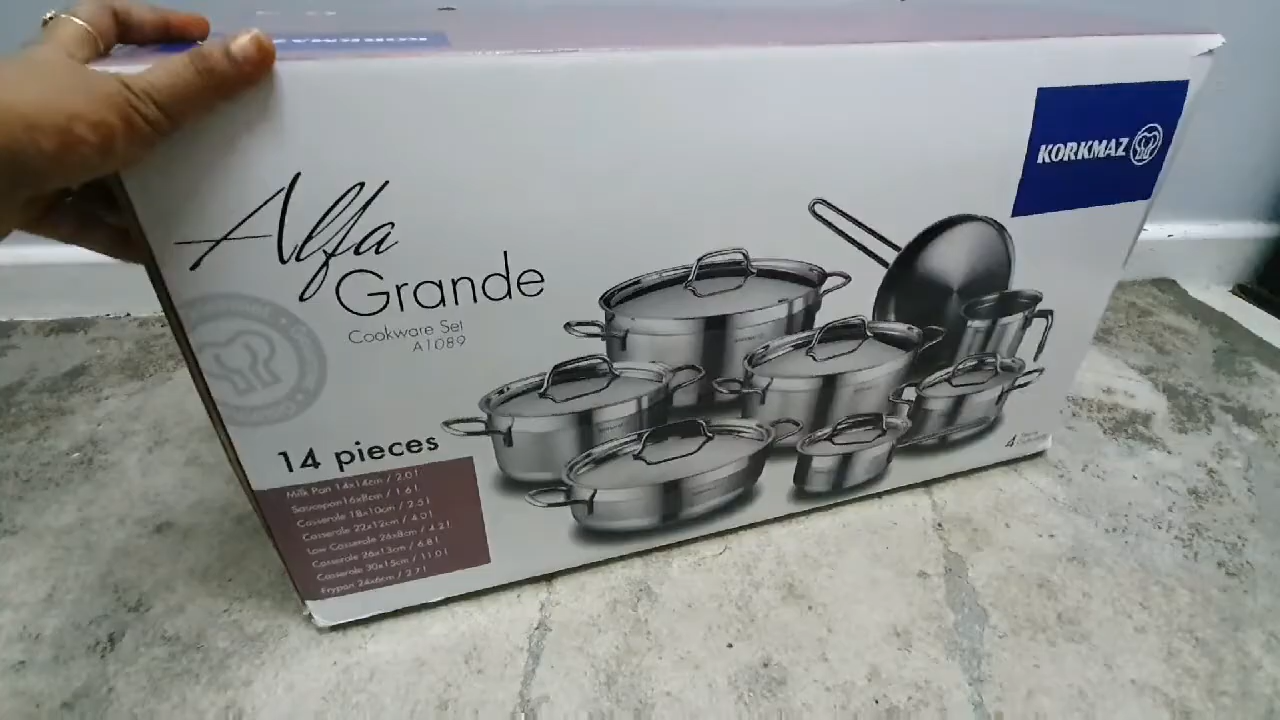 KORKMAZ
Alfa
Grande
Cookware Set
A1089
14 pieces
Milk Pan 14x14cm / 2.0 l
Saucepan 16x8cm / 1.6 l
Casserole 18x10cm / 2.5 l
Casserole 22x12cm / 4.0 l
Low Casserole 26x8cm / 4.2 l
Casserole 26x13cm / 6.8 l
Casserole 30x15cm / 11.0 l
Frypan 24x6cm / 2.7 l
4